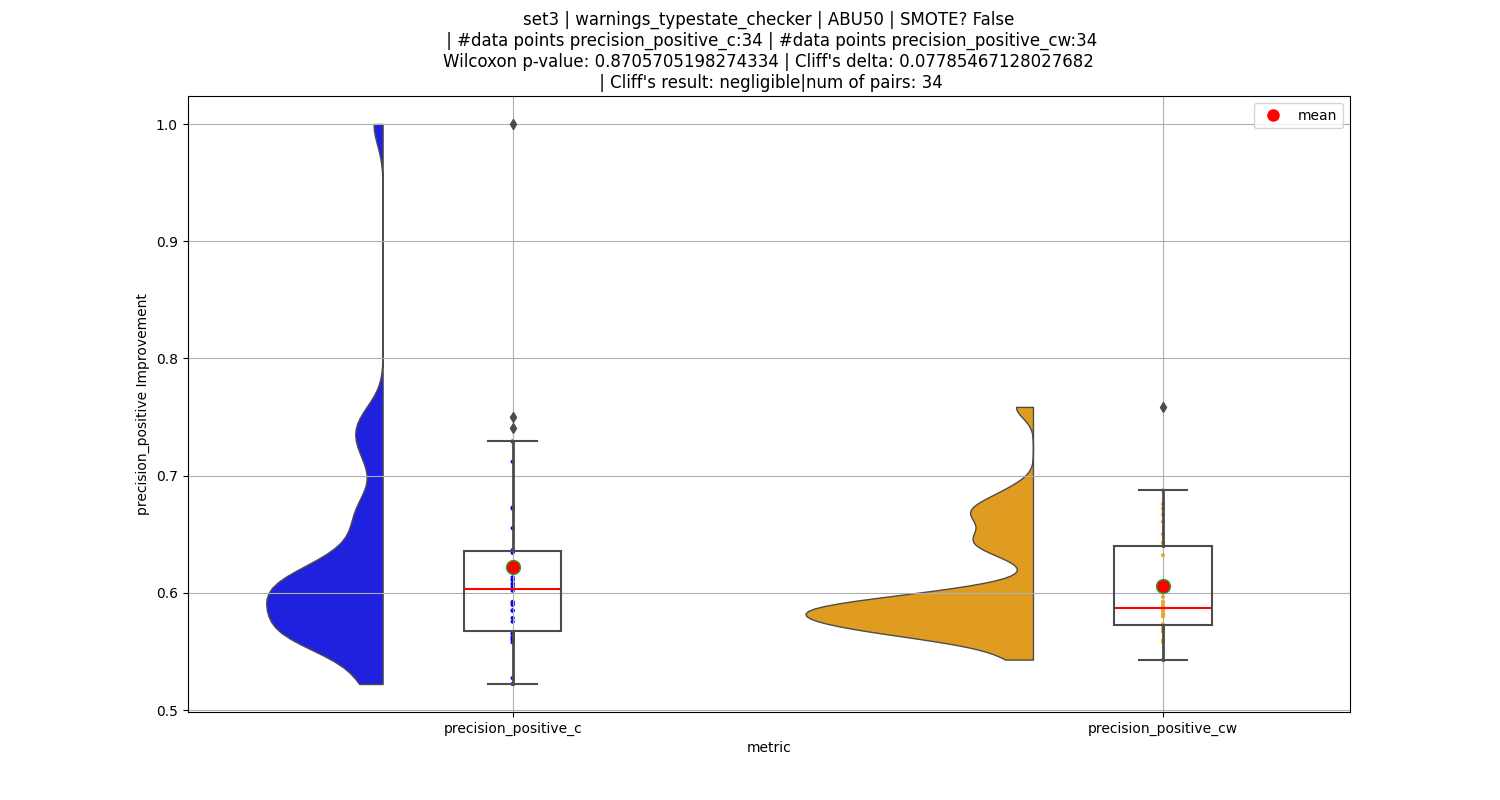 set3 | warnings_typestate_checker | ABU50 | SMOTE? False
| #data points precision_positive_c:34 | #data points precision_positive_cw:34
Wilcoxon p-value: 0.8705705198274334 | Cliff's delta: 0.07785467128027682
| Cliff's result: negligible|num of pairs: 34
mean
1.0
0.9
0.8
0.7
0.6
0.5
precision_positive Improvement
precision_positive_c
precision_positive_cw
metric